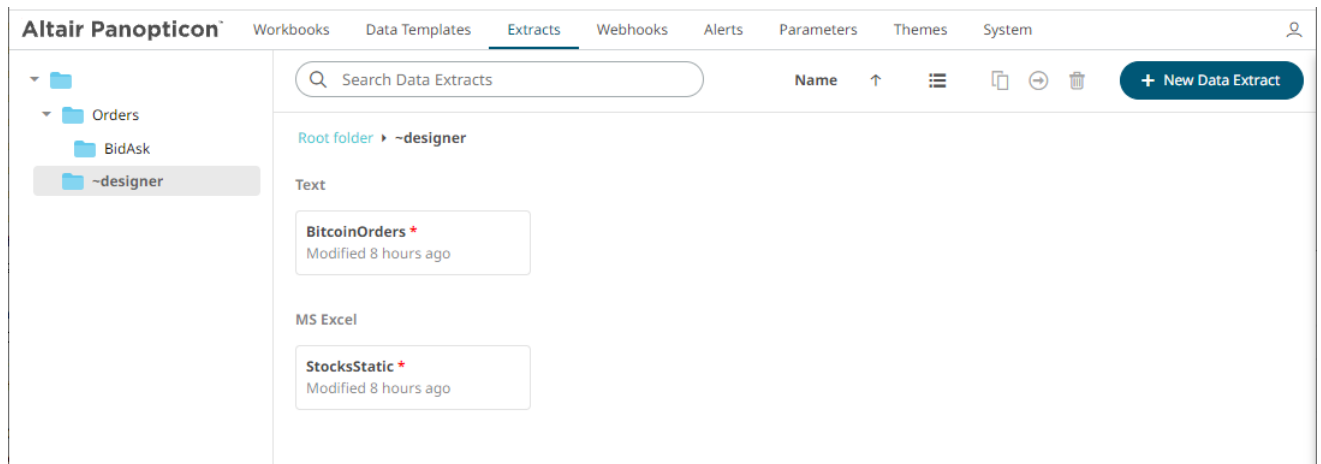 Altair Panopticon™ Workbooks Data Templates Extracts Webhooks Alerts Parameters Themes System
Search Data Extracts Name + New Data Extract
Orders
BidAsk
~designer
Root folder ~designer
Text
BitcoinOrders *
Modified 8 hours ago
MS Excel
StocksStatic *
Modified 8 hours ago